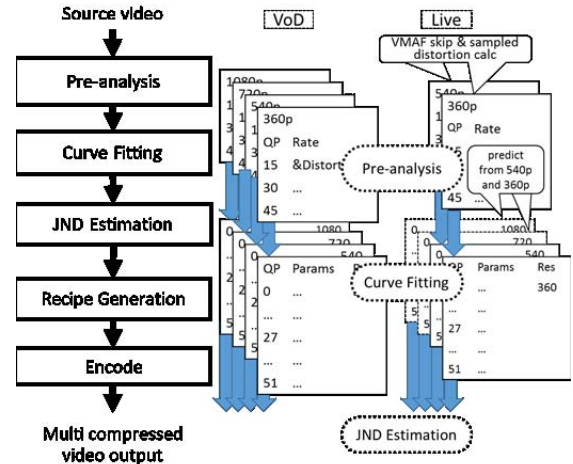 Source video
Pre-analysis
Curve Fitting
JND Estimation
Recipe Generation
Encode
Multi compressed
video output
VoD
1080p
720p
540p
360p
QP Rate
15 &Distort
30 ...
45 ...
QP Params
0 ...
...
27 ...
...
51 ...
1080
720
540
Live
VMAF skip & sampled
distortion calc
540p
360p
QP Rate
45 ...
Pre-analysis
predict
from 540p
and 360p
1080
720
540
QP Params Res
... 360
27 ...
...
51 ...
Curve Fitting
JND Estimation